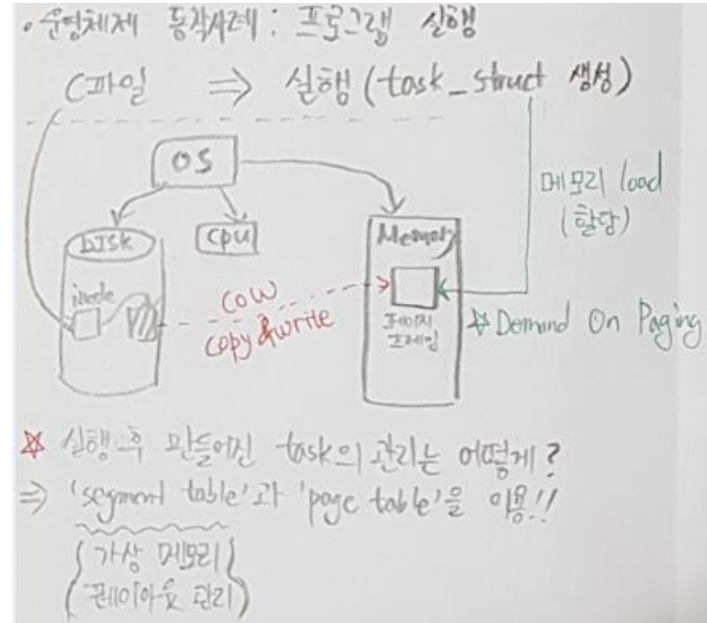 • 운영체제 동작사례 : 프로그램 실행
C파일 ⇒ 실행 (task_struct 생성)
OS
메모리 load
(할당)
DISK
CPU
Memory
inode
COW
copy & write
페이지
프레임
☆ Demand On Paging
☆ 실행 후 만들어진 task의 관리는 어떻게?
⇒ 'segment table'과 'page table'을 이용!!
가상 메모리
레이아웃 관리